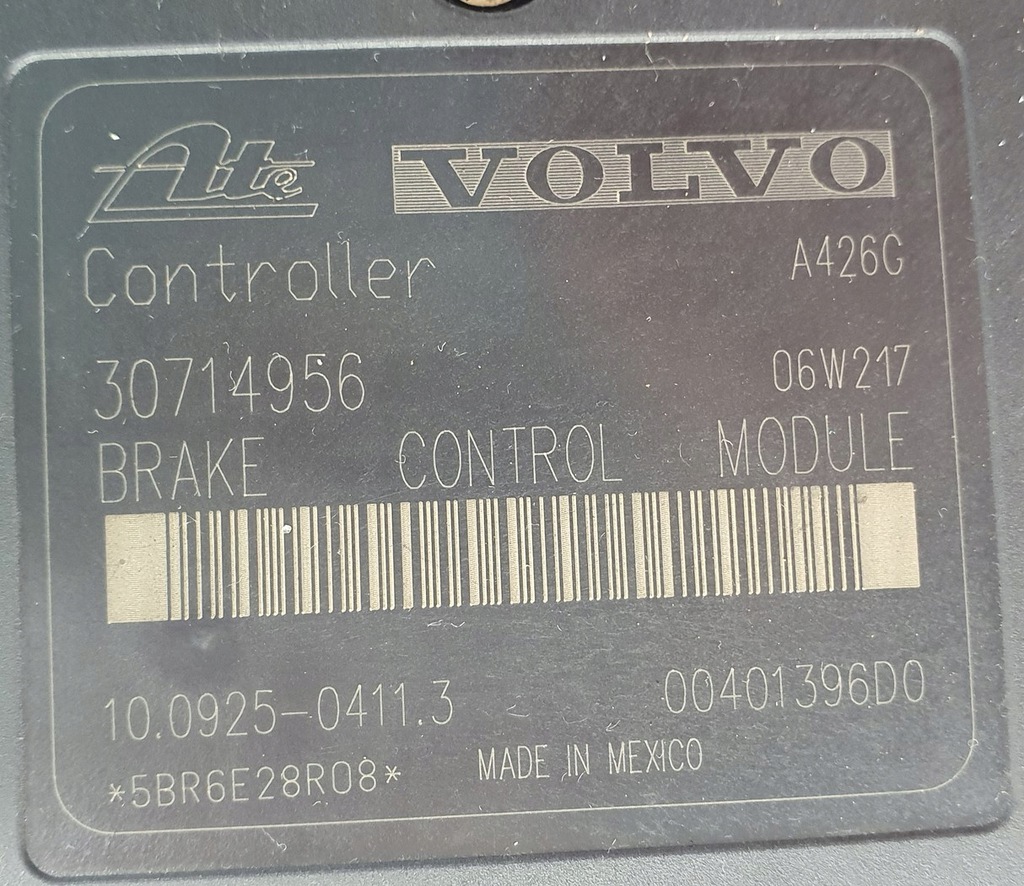 Ate VOLVO
Controller A426G
30714956 06W217
BRAKE CONTROL MODULE
10.0925-0411.3 00401396D0
*5BR6E28R08* MADE IN MEXICO